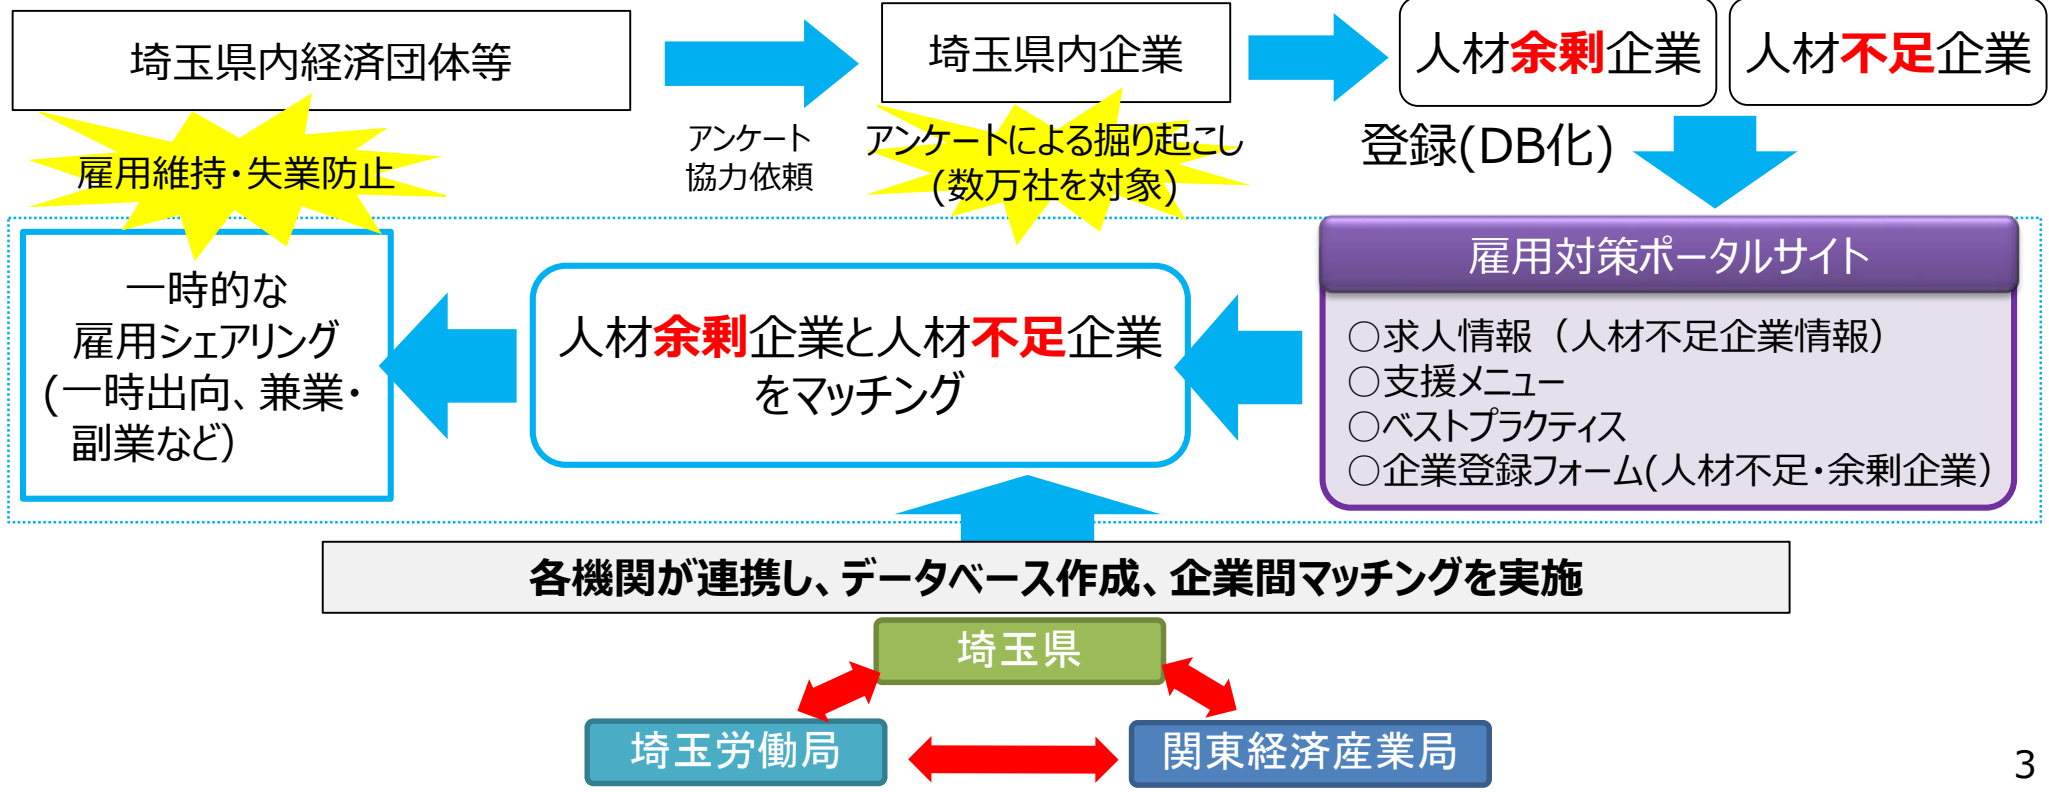 埼玉県内経済団体等
埼玉県内企業
人材余剰企業
人材不足企業
アンケート
協力依頼
登録(DB化)
雇用維持・失業防止
アンケートによる掘り起こし
(数万社を対象)
雇用対策ポータルサイト
○求人情報（人材不足企業情報）
○支援メニュー
○ベストプラクティス
○企業登録フォーム(人材不足・余剰企業）
人材余剰企業と人材不足企業
をマッチング
一時的な
雇用シェアリング
(一時出向、兼業・
副業など）
各機関が連携し、データベース作成、企業間マッチングを実施
埼玉県
埼玉労働局
関東経済産業局
3